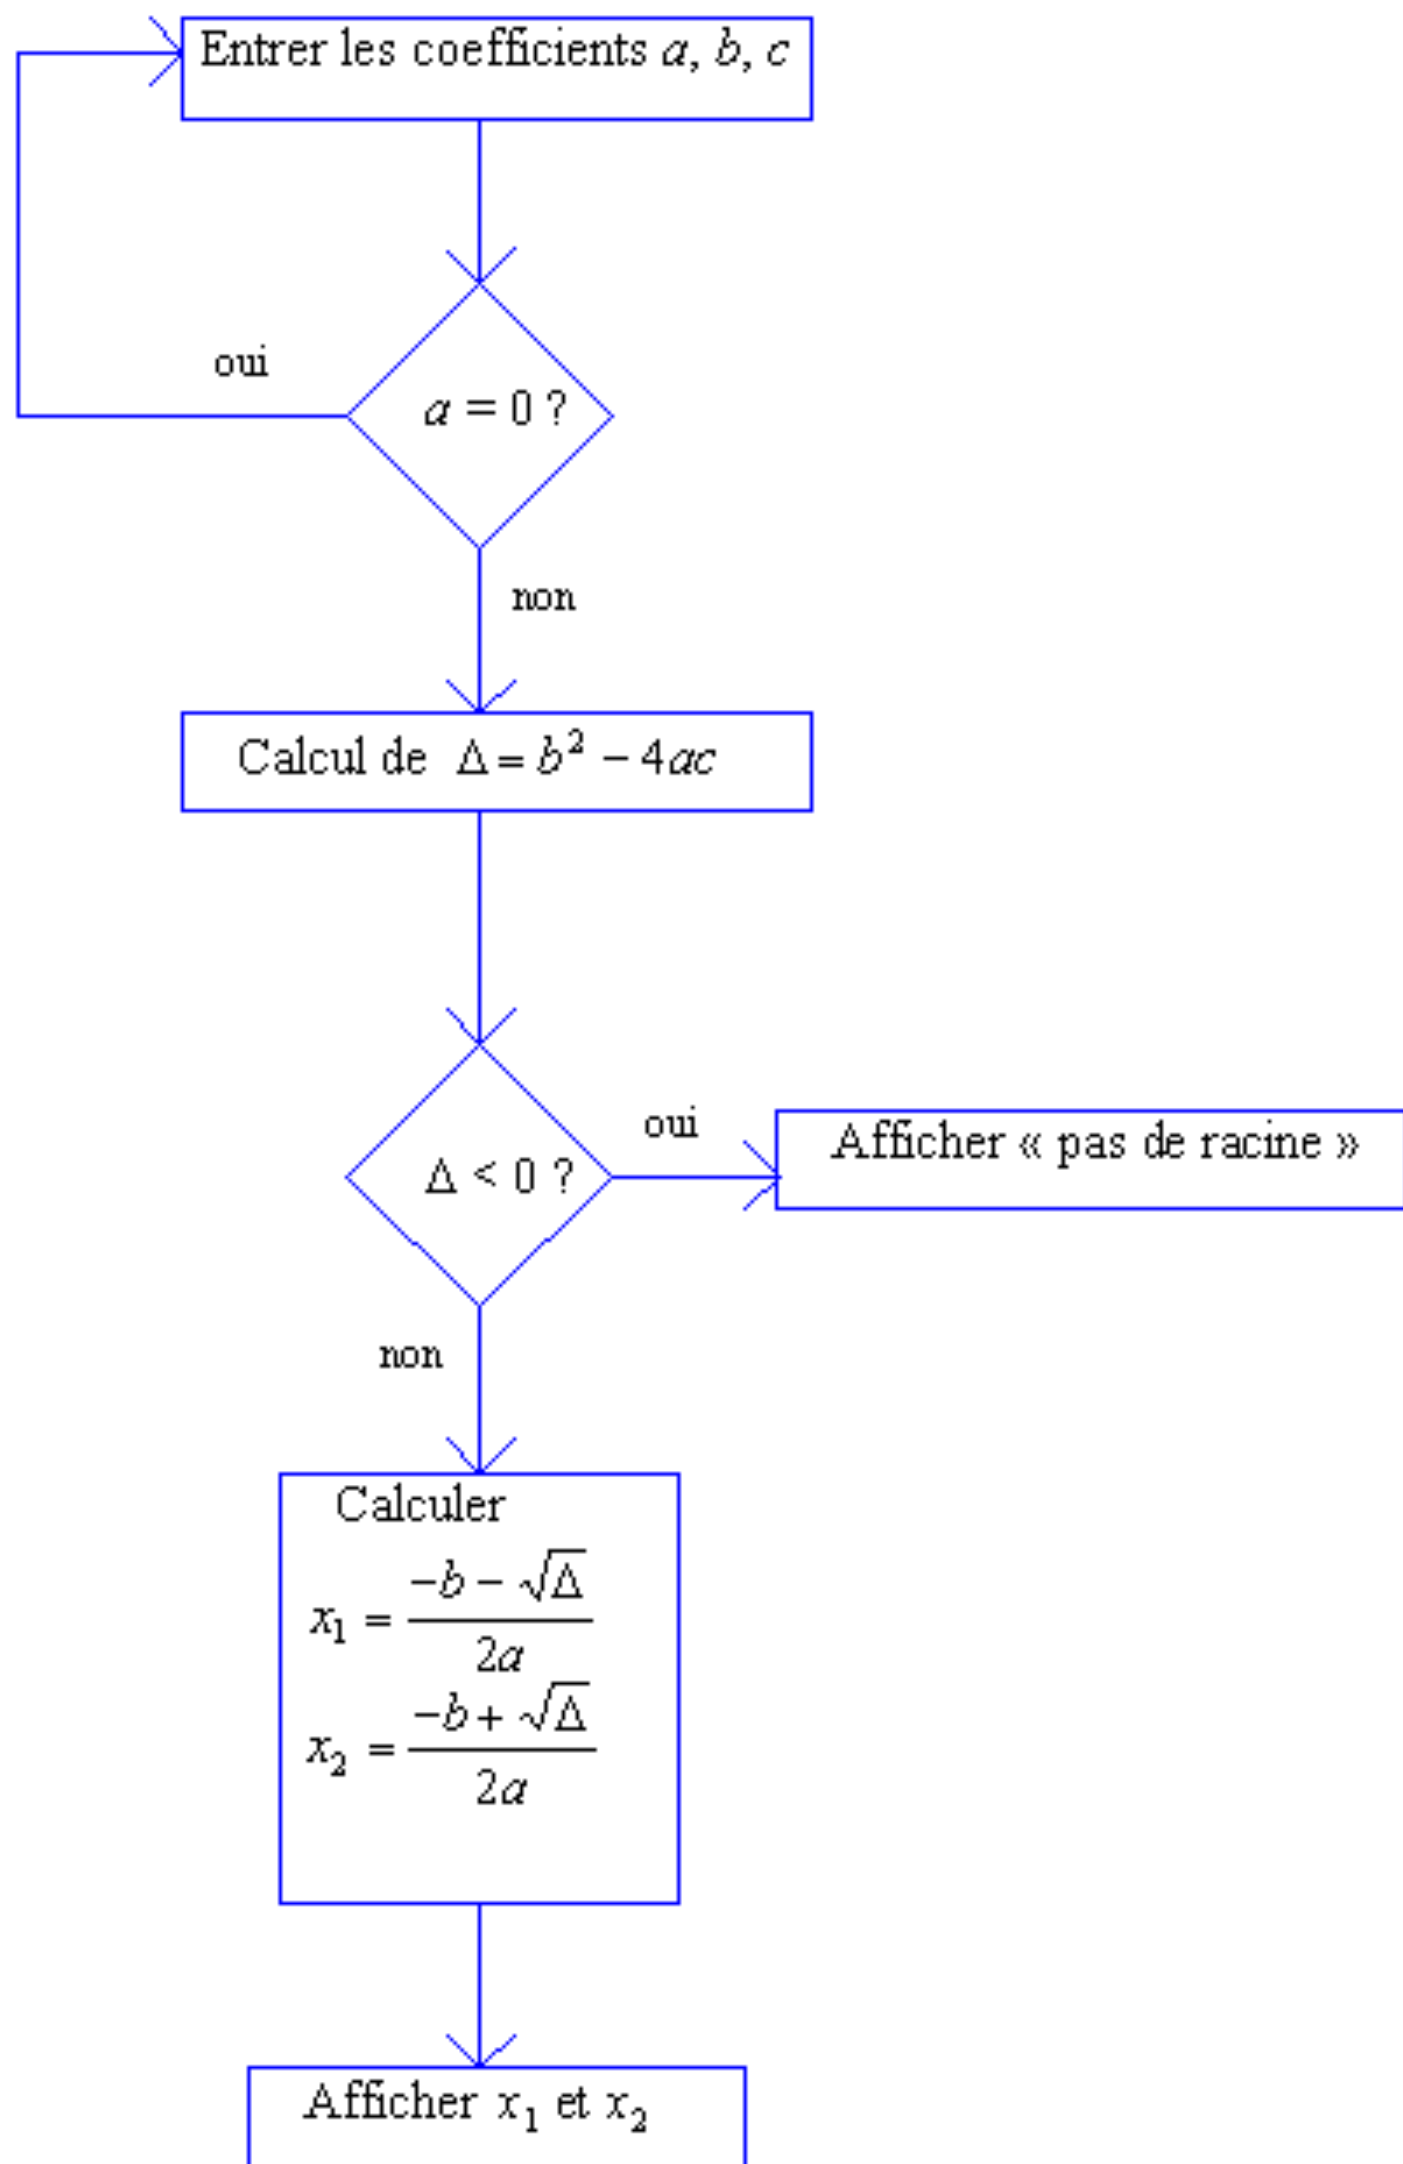 Entrer les coefficients a, b, c
oui
a = 0 ?
non
Calcul de Δ = b² − 4ac
oui
Afficher « pas de racine »
Δ < 0 ?
non
Calculer
x₁ = (−b − √Δ) / 2a
x₂ = (−b + √Δ) / 2a
Afficher x₁ et x₂